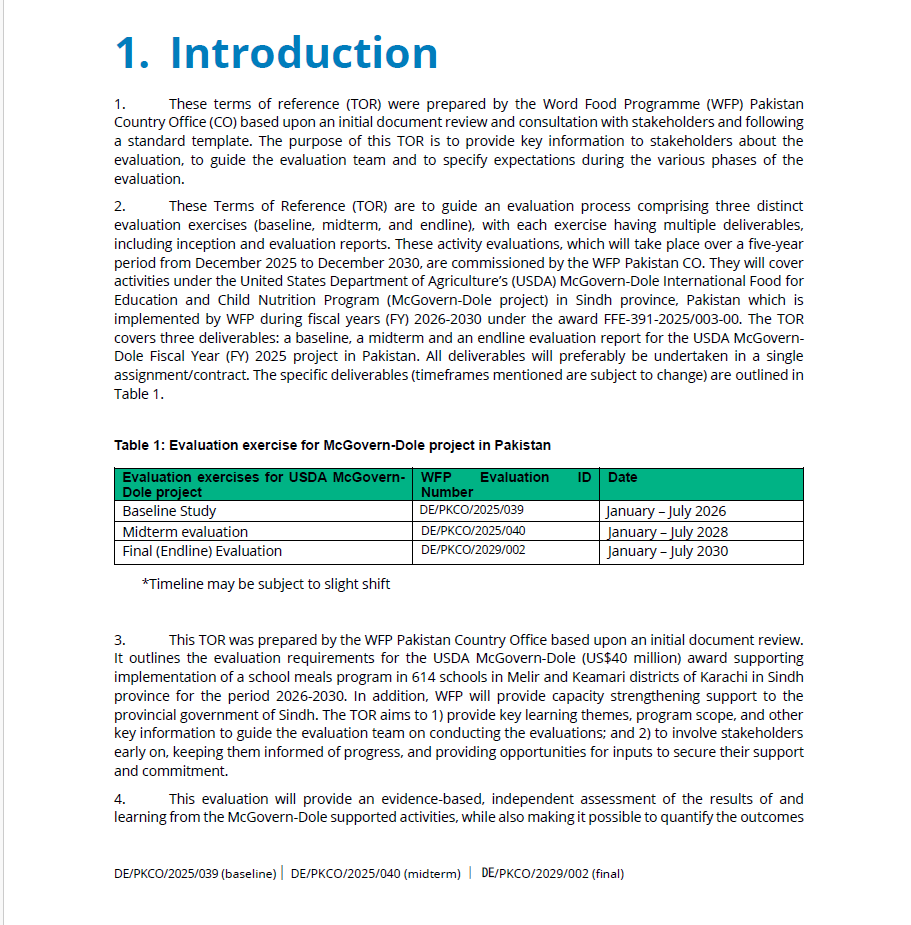 1. Introduction
1. These terms of reference (TOR) were prepared by the Word Food Programme (WFP) Pakistan
Country Office (CO) based upon an initial document review and consultation with stakeholders and following
a standard template. The purpose of this TOR is to provide key information to stakeholders about the
evaluation, to guide the evaluation team and to specify expectations during the various phases of the
evaluation.
2. These Terms of Reference (TOR) are to guide an evaluation process comprising three distinct
evaluation exercises (baseline, midterm, and endline), with each exercise having multiple deliverables,
including inception and evaluation reports. These activity evaluations, which will take place over a five-year
period from December 2025 to December 2030, are commissioned by the WFP Pakistan CO. They will cover
activities under the United States Department of Agriculture's (USDA) McGovern-Dole International Food for
Education and Child Nutrition Program (McGovern-Dole project) in Sindh province, Pakistan which is
implemented by WFP during fiscal years (FY) 2026-2030 under the award FFE-391-2025/003-00. The TOR
covers three deliverables: a baseline, a midterm and an endline evaluation report for the USDA McGovern-
Dole Fiscal Year (FY) 2025 project in Pakistan. All deliverables will preferably be undertaken in a single
assignment/contract. The specific deliverables (timeframes mentioned are subject to change) are outlined in
Table 1.
Table 1: Evaluation exercise for McGovern-Dole project in Pakistan
Evaluation exercises for USDA McGovern- WFP Evaluation ID Date
Dole project Number
Baseline Study DE/PKCO/2025/039 January – July 2026
Midterm evaluation DE/PKCO/2025/040 January – July 2028
Final (Endline) Evaluation DE/PKCO/2029/002 January – July 2030
*Timeline may be subject to slight shift
3. This TOR was prepared by the WFP Pakistan Country Office based upon an initial document review.
It outlines the evaluation requirements for the USDA McGovern-Dole (US$40 million) award supporting
implementation of a school meals program in 614 schools in Melir and Keamari districts of Karachi in Sindh
province for the period 2026-2030. In addition, WFP will provide capacity strengthening support to the
provincial government of Sindh. The TOR aims to 1) provide key learning themes, program scope, and other
key information to guide the evaluation team on conducting the evaluations; and 2) to involve stakeholders
early on, keeping them informed of progress, and providing opportunities for inputs to secure their support
and commitment.
4. This evaluation will provide an evidence-based, independent assessment of the results of and
learning from the McGovern-Dole supported activities, while also making it possible to quantify the outcomes
DE/PKCO/2025/039 (baseline) | DE/PKCO/2025/040 (midterm) | DE/PKCO/2029/002 (final)